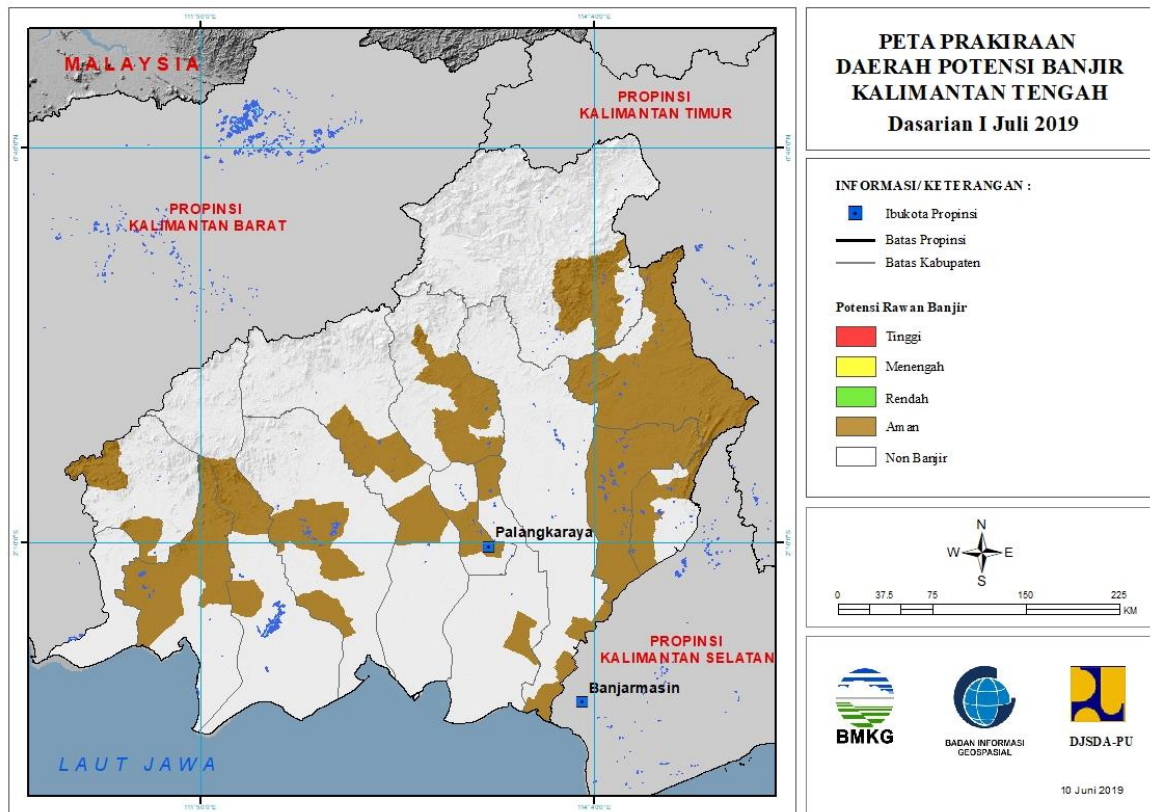 MALAYSIA
PROPINSI
KALIMANTAN TIMUR
PROPINSI
KALIMANTAN BARAT
Palangkaraya
PROPINSI
KALIMANTAN SELATAN
Banjarmasin
LAUT JAWA
PETA PRAKIRAAN
DAERAH POTENSI BANJIR
KALIMANTAN TENGAH
Dasarian I Juli 2019
INFORMASI/KETERANGAN :
Ibukota Propinsi
Batas Propinsi
Batas Kabupaten
Potensi Rawan Banjir
Tinggi
Menengah
Rendah
Aman
Non Banjir
N
W E
S
0 37.5 75 150 225
KM
BMKG
BADAN INFORMASI
GEOSPASIAL
DJSDA-PU
10 Juni 2019